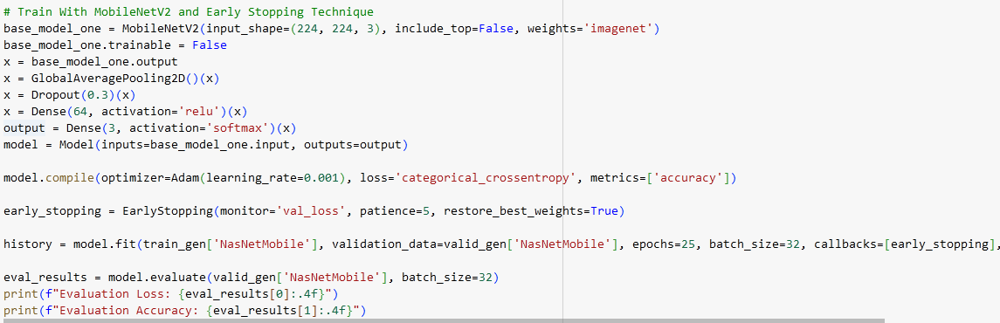 # Train With MobileNetV2 and Early Stopping Technique
base_model_one = MobileNetV2(input_shape=(224, 224, 3), include_top=False, weights='imagenet')
base_model_one.trainable = False
x = base_model_one.output
x = GlobalAveragePooling2D()(x)
x = Dropout(0.3)(x)
x = Dense(64, activation='relu')(x)
output = Dense(3, activation='softmax')(x)
model = Model(inputs=base_model_one.input, outputs=output)
model.compile(optimizer=Adam(learning_rate=0.001), loss='categorical_crossentropy', metrics=['accuracy'])
early_stopping = EarlyStopping(monitor='val_loss', patience=5, restore_best_weights=True)
history = model.fit(train_gen['NasNetMobile'], validation_data=valid_gen['NasNetMobile'], epochs=25, batch_size=32, callbacks=[early_stopping],
eval_results = model.evaluate(valid_gen['NasNetMobile'], batch_size=32)
print(f"Evaluation Loss: {eval_results[0]:.4f}")
print(f"Evaluation Accuracy: {eval_results[1]:.4f}")